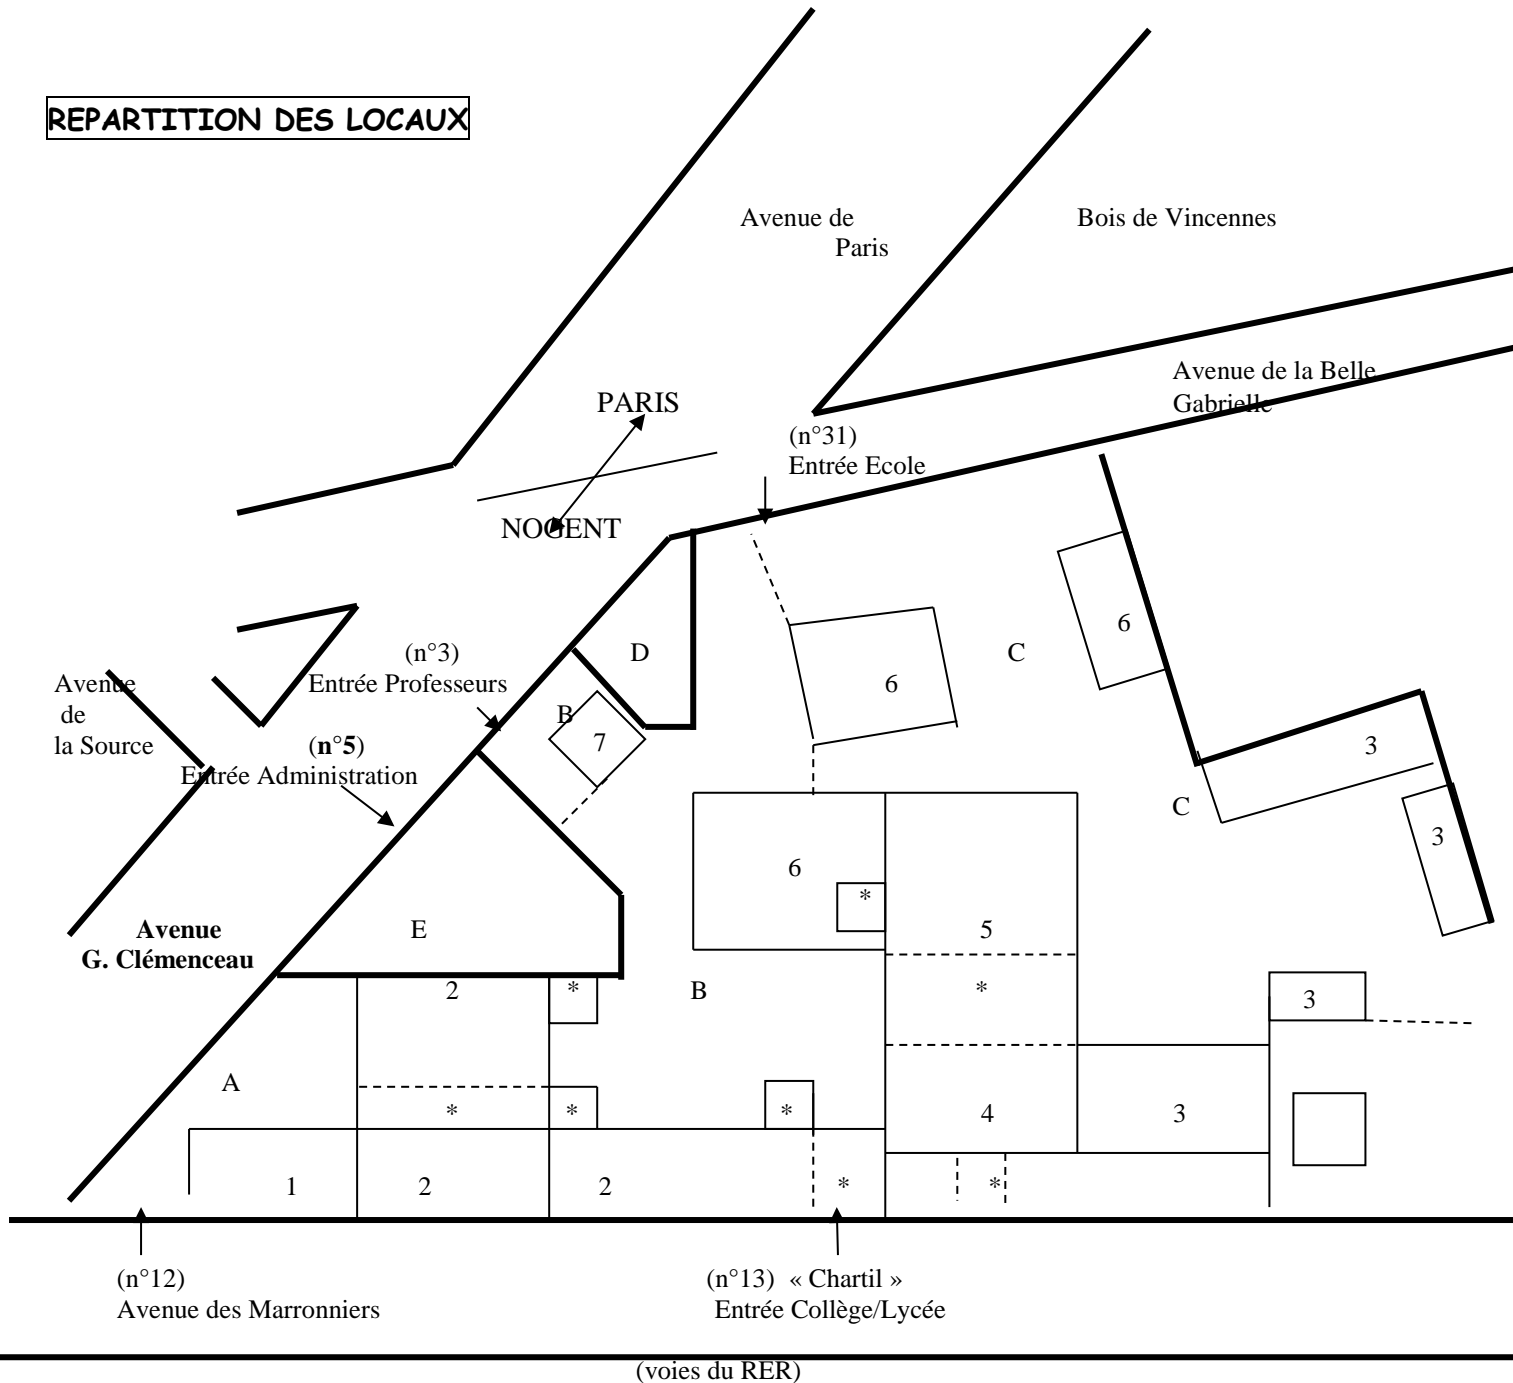 REPARTITION DES LOCAUX
Avenue de
Paris
Bois de Vincennes
Avenue de la Belle
Gabrielle
PARIS
(n°31)
Entrée Ecole
NOGENT
6
(n°3)
Entrée Professeurs
D
C
6
Avenue
de
la Source
B
7
(n°5)
Entrée Administration
3
C
3
6
*
Avenue
G. Clémenceau
E
5
2
*
B
*
3
A
*
*
*
4
3
1
2
2
*
*
(n°12)
Avenue des Marronniers
(n°13) « Chartil »
Entrée Collège/Lycée
(voies du RER)